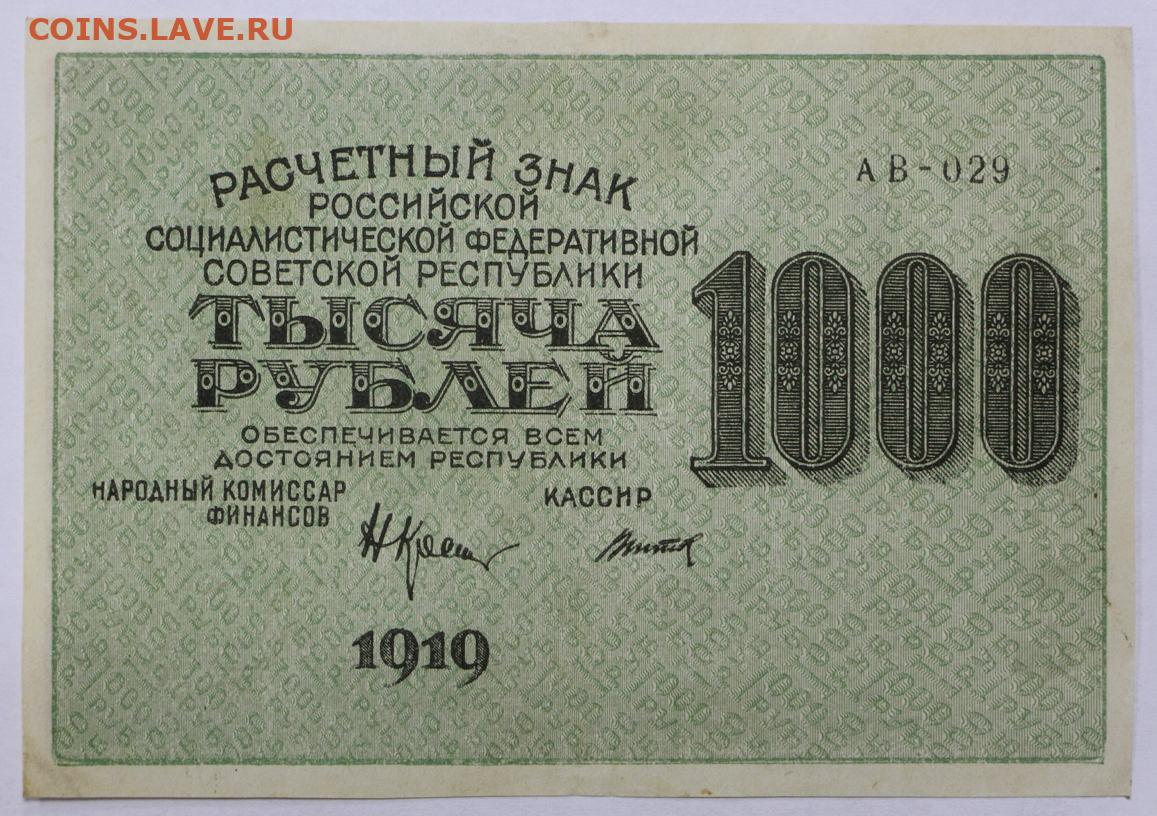 COINS.LAVE.RU
РАСЧЕТНЫЙ ЗНАК
РОССИЙСКОЙ
СОЦИАЛИСТИЧЕСКОЙ ФЕДЕРАТИВНОЙ
СОВЕТСКОЙ РЕСПУБЛИКИ
ТЫСЯЧА
РУБЛЕЙ
ОБЕСПЕЧИВАЕТСЯ ВСЕМ
ДОСТОЯНИЕМ РЕСПУБЛИКИ
НАРОДНЫЙ КОМИССАР
ФИНАНСОВ
КАССИР
1919
АВ-029
1000